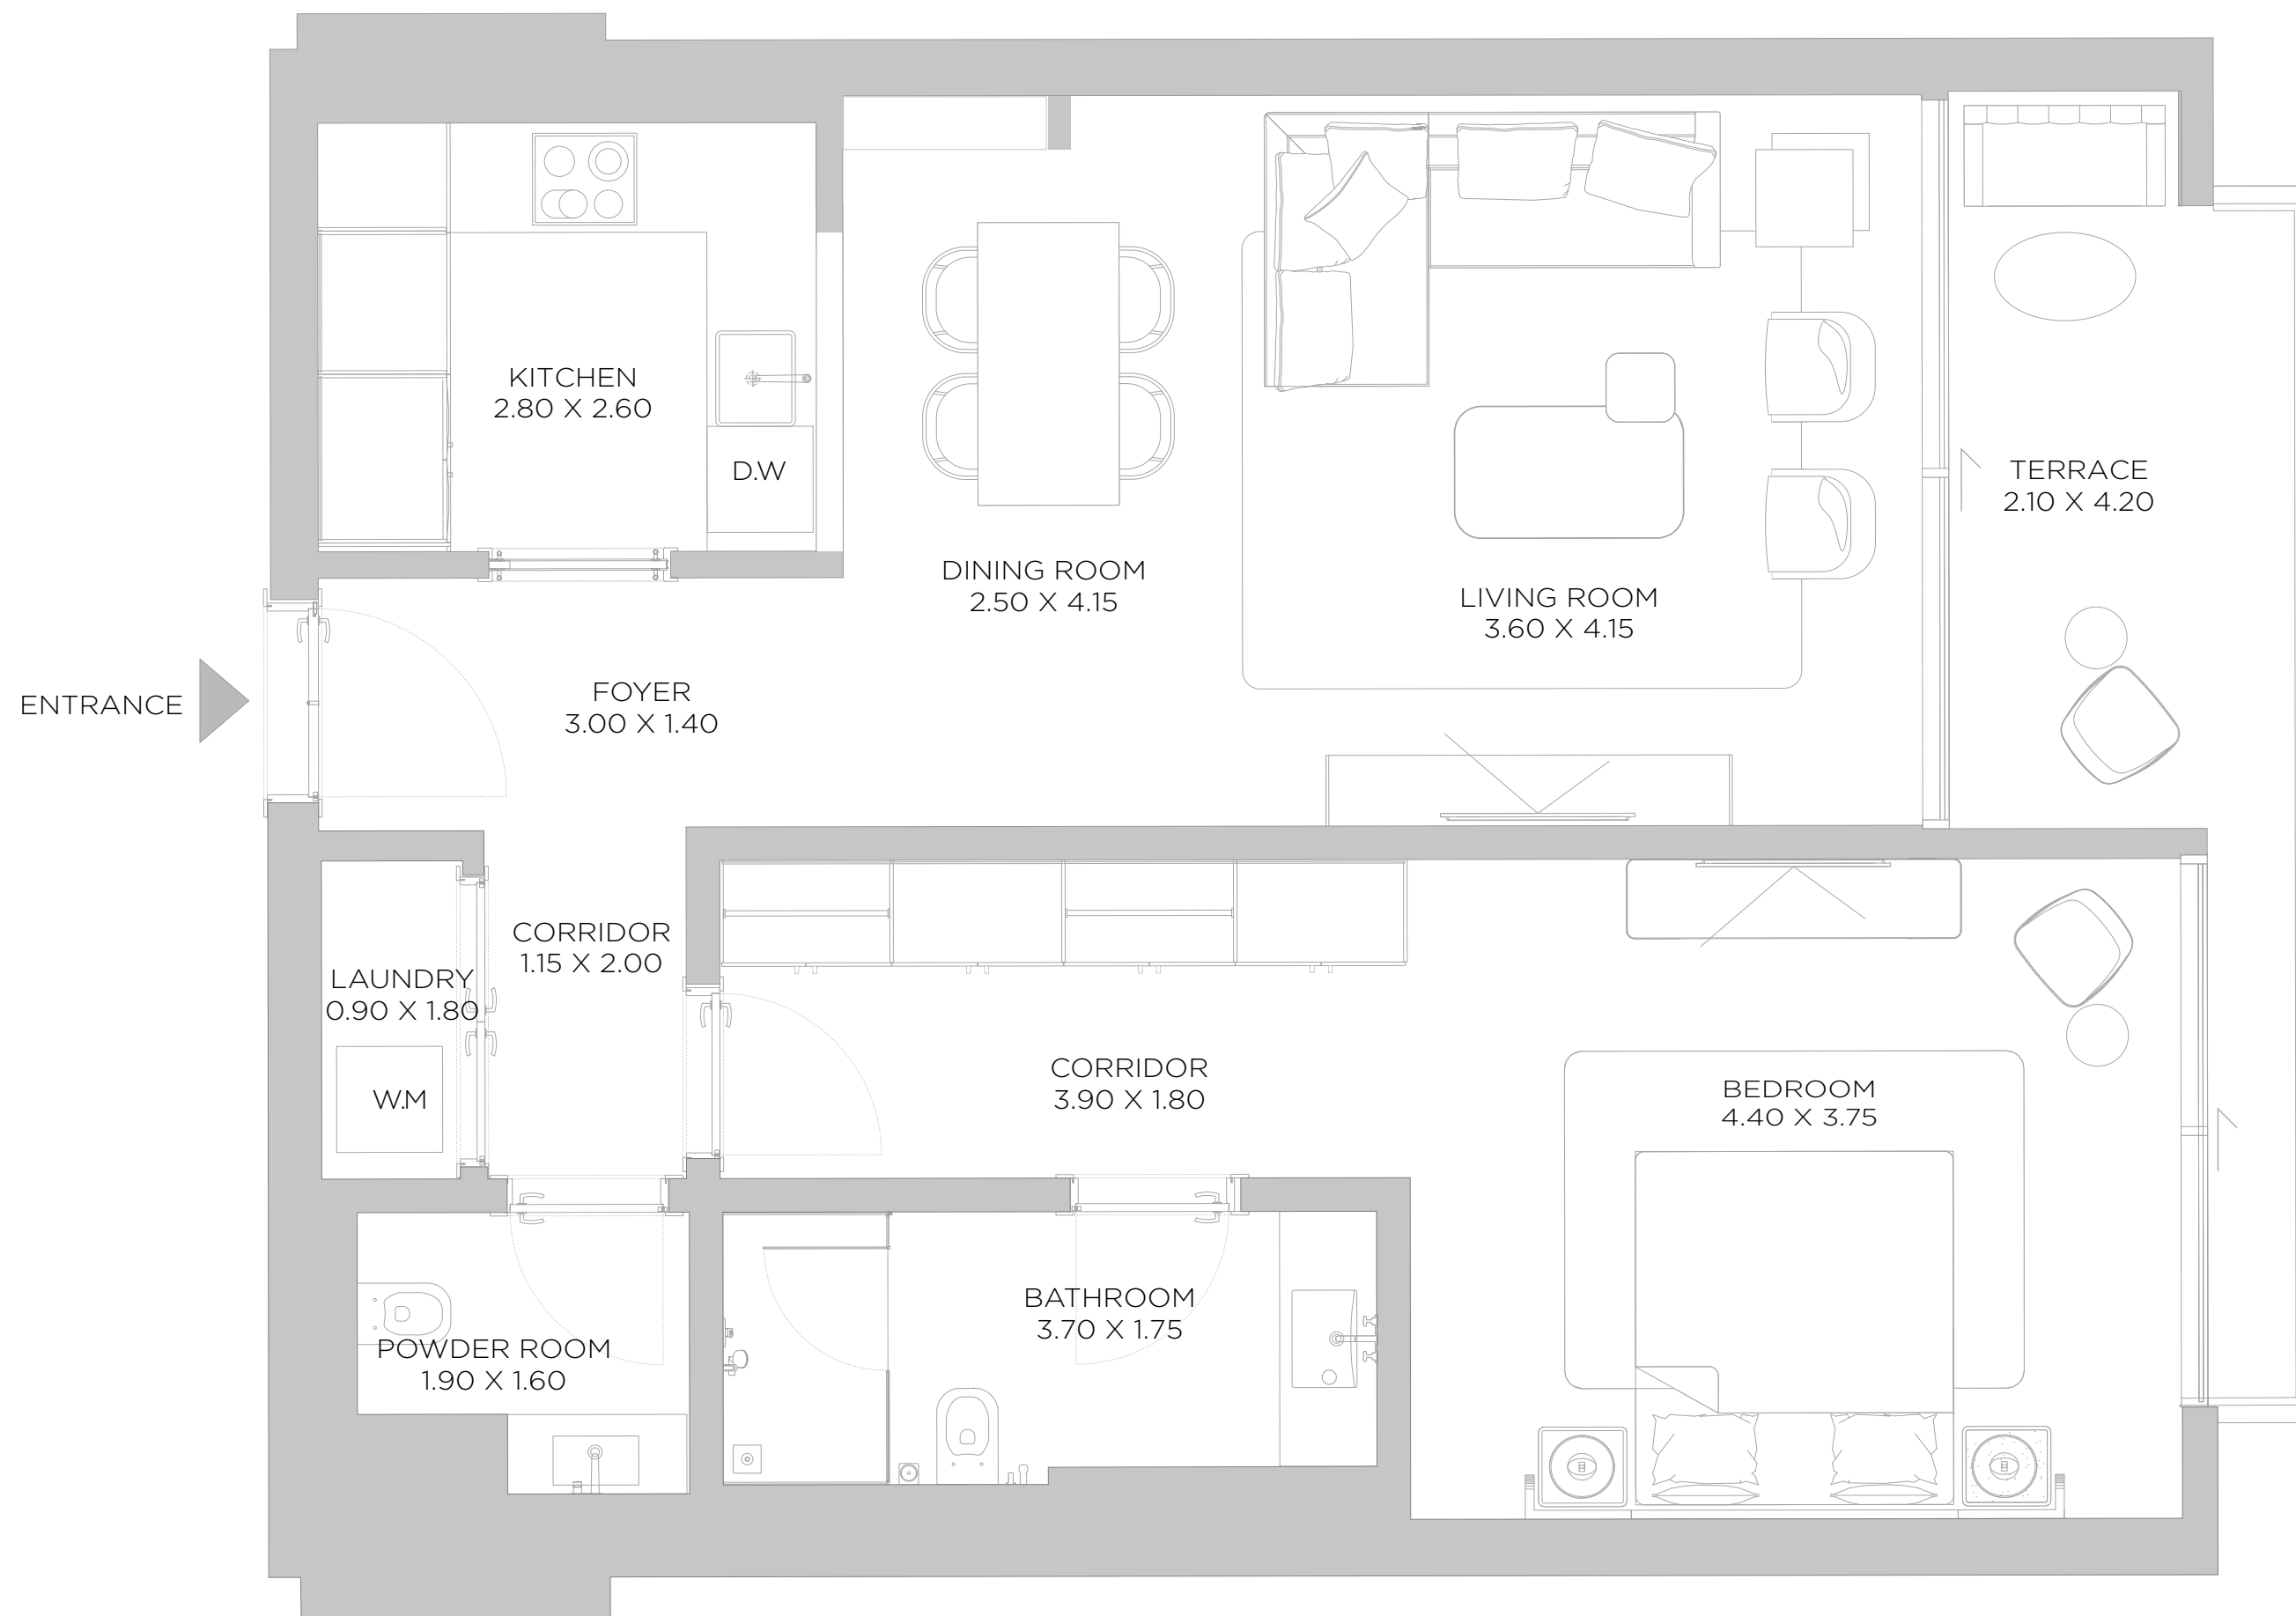 KITCHEN
2.80 X 2.60
D.W
DINING ROOM
2.50 X 4.15
LIVING ROOM
3.60 X 4.15
TERRACE
2.10 X 4.20
ENTRANCE
FOYER
3.00 X 1.40
CORRIDOR
1.15 X 2.00
LAUNDRY
0.90 X 1.80
W.M
CORRIDOR
3.90 X 1.80
BEDROOM
4.40 X 3.75
POWDER ROOM
1.90 X 1.60
BATHROOM
3.70 X 1.75